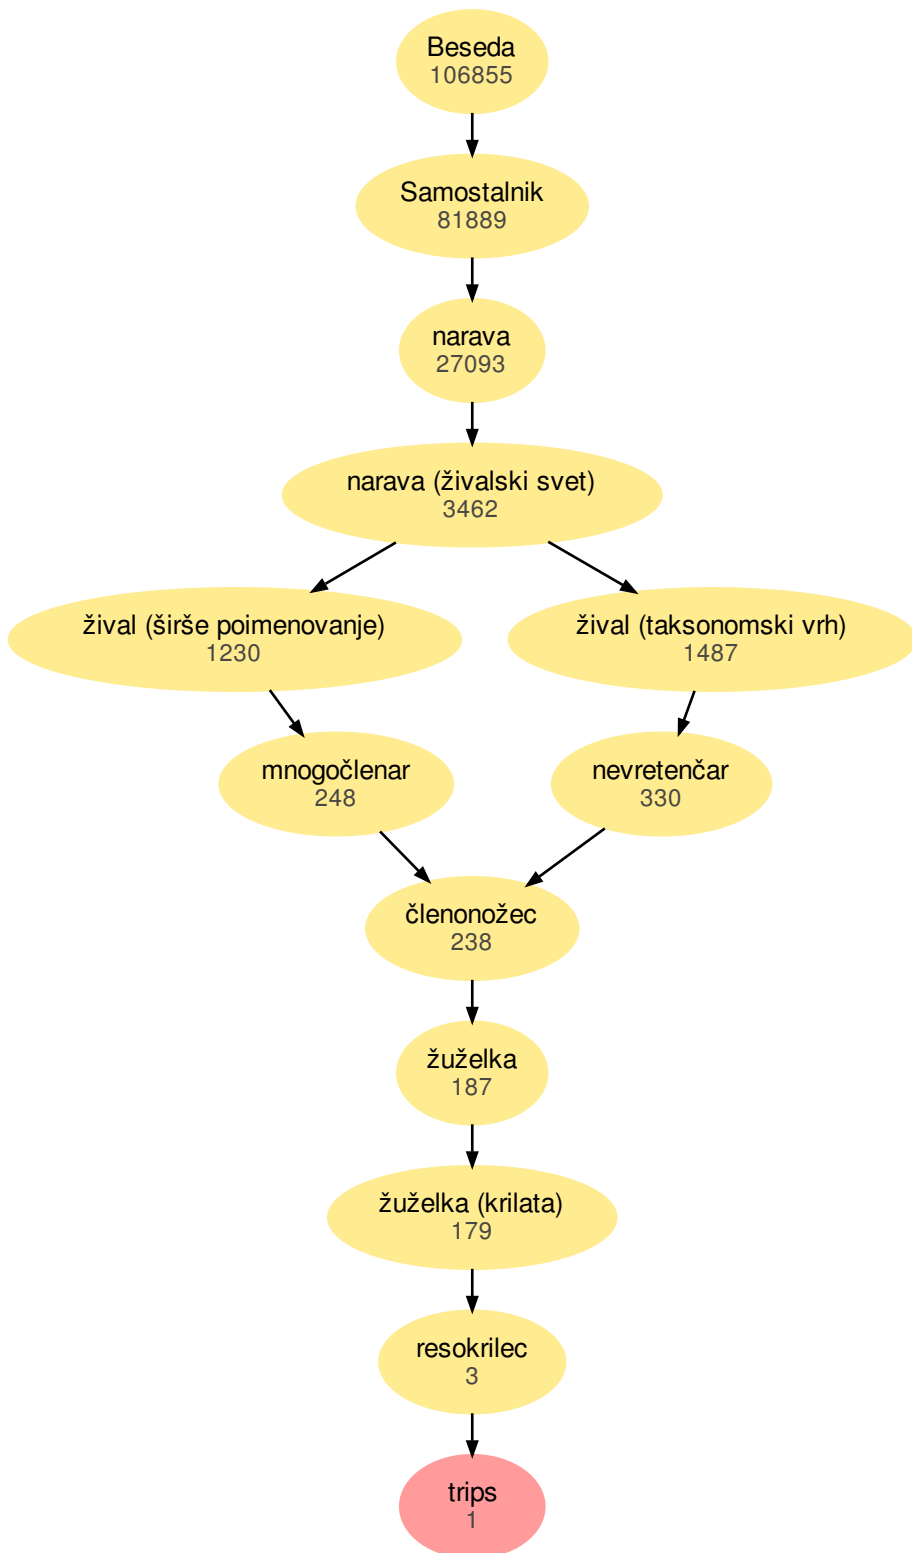 Beseda
106855
Samostalnik
81889
narava
27093
narava (živalski svet)
3462
žival (širše poimenovanje)
1230
žival (taksonomski vrh)
1487
mnogočlenar
248
nevretenčar
330
členonožec
238
žuželka
187
žuželka (krilata)
179
resokrilec
3
trips
1